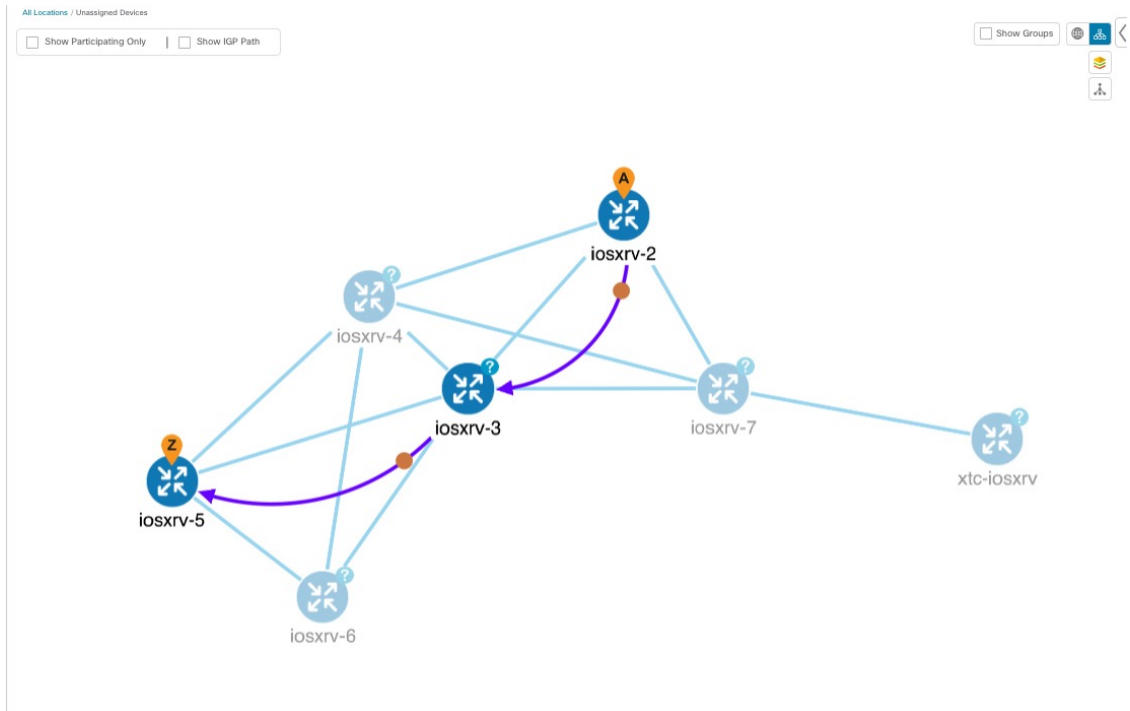 All Locations / Unassigned Devices
Show Participating Only | Show IGP Path
Show Groups
A
iosxrv-2
?
iosxrv-4
?
iosxrv-3
?
iosxrv-7
?
xtc-iosxrv
Z
iosxrv-5
?
iosxrv-6